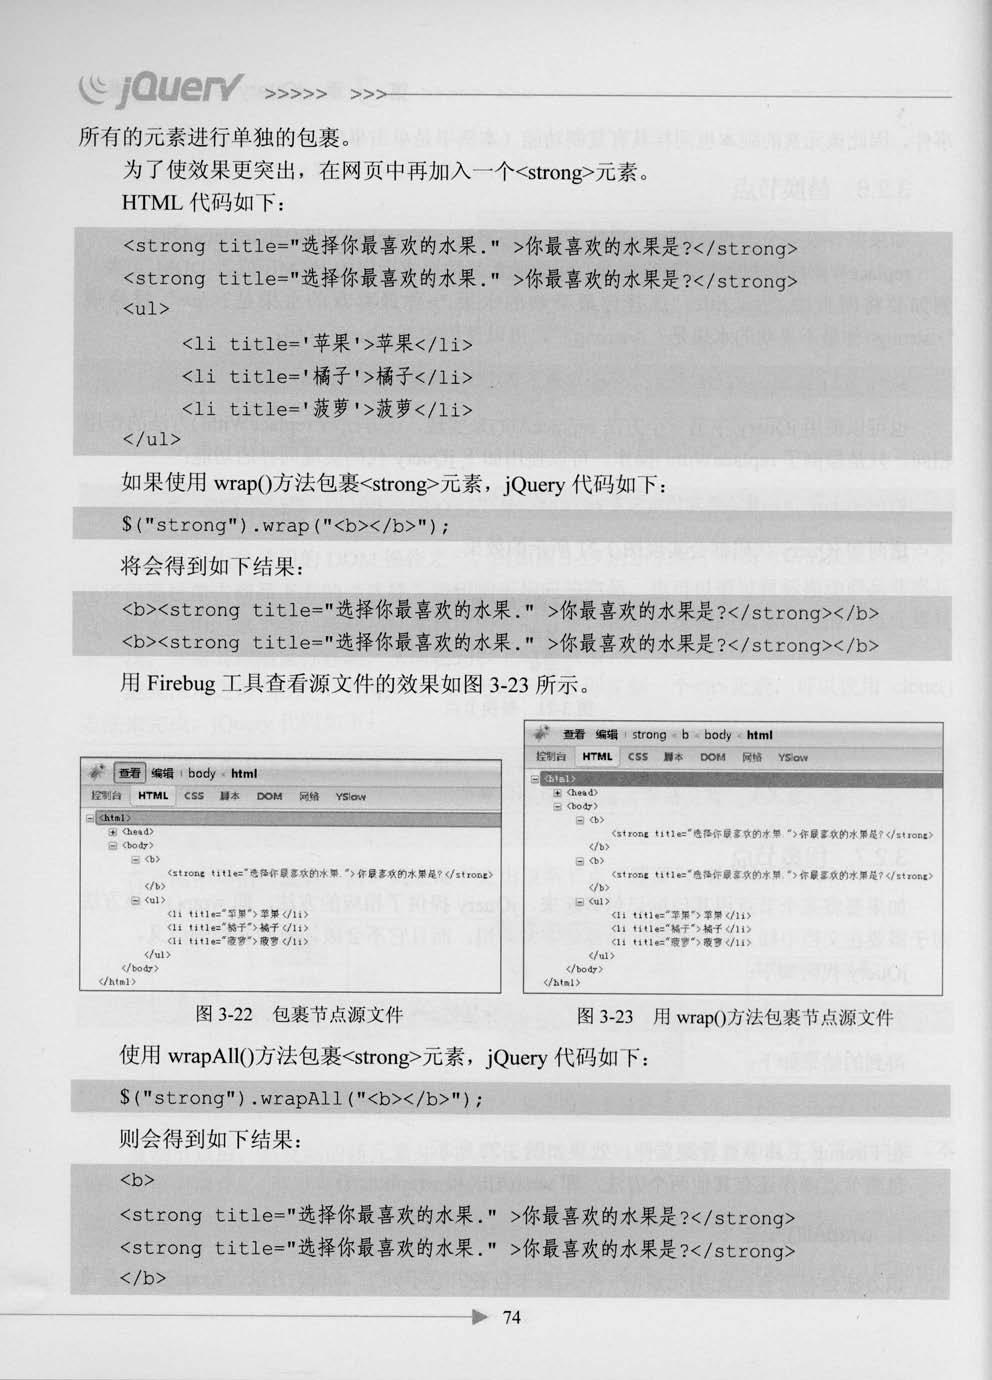 jQuery >>>>> >>>
所有的元素进行单独的包裹。
为了使效果更突出，在网页中再加入一个<strong>元素。
HTML 代码如下：
<strong title="选择你最喜欢的水果." >你最喜欢的水果是?</strong>
<strong title="选择你最喜欢的水果." >你最喜欢的水果是?</strong>
<ul>
<li title='苹果'>苹果</li>
<li title='橘子'>橘子</li>
<li title='菠萝'>菠萝</li>
</ul>
如果使用 wrap()方法包裹<strong>元素，jQuery 代码如下：
$("strong").wrap("<b></b>");
将会得到如下结果：
<b><strong title="选择你最喜欢的水果." >你最喜欢的水果是?</strong></b>
<b><strong title="选择你最喜欢的水果." >你最喜欢的水果是?</strong></b>
用 Firebug 工具查看源文件的效果如图 3-23 所示。
查看 编辑 body < html
控制台 HTML CSS 脚本 DOM 网络 YSlow
<html>
<head>
<body>
<b>
<strong title="选择你最喜欢的水果.">你最喜欢的水果是?</strong>
</b>
<ul>
<li title="苹果">苹果</li>
<li title="橘子">橘子</li>
<li title="菠萝">菠萝</li>
</ul>
</body>
</html>
图 3-22 包裹节点源文件
查看 编辑 strong < b < body < html
控制台 HTML CSS 脚本 DOM 网络 YSlow
<html>
<head>
<body>
<b>
<strong title="选择你最喜欢的水果.">你最喜欢的水果是?</strong>
</b>
<b>
<strong title="选择你最喜欢的水果.">你最喜欢的水果是?</strong>
</b>
<ul>
<li title="苹果">苹果</li>
<li title="橘子">橘子</li>
<li title="菠萝">菠萝</li>
</ul>
</body>
</html>
图 3-23 用 wrap()方法包裹节点源文件
使用 wrapAll()方法包裹<strong>元素，jQuery 代码如下：
$("strong").wrapAll("<b></b>");
则会得到如下结果：
<b>
<strong title="选择你最喜欢的水果." >你最喜欢的水果是?</strong>
<strong title="选择你最喜欢的水果." >你最喜欢的水果是?</strong>
</b>
74